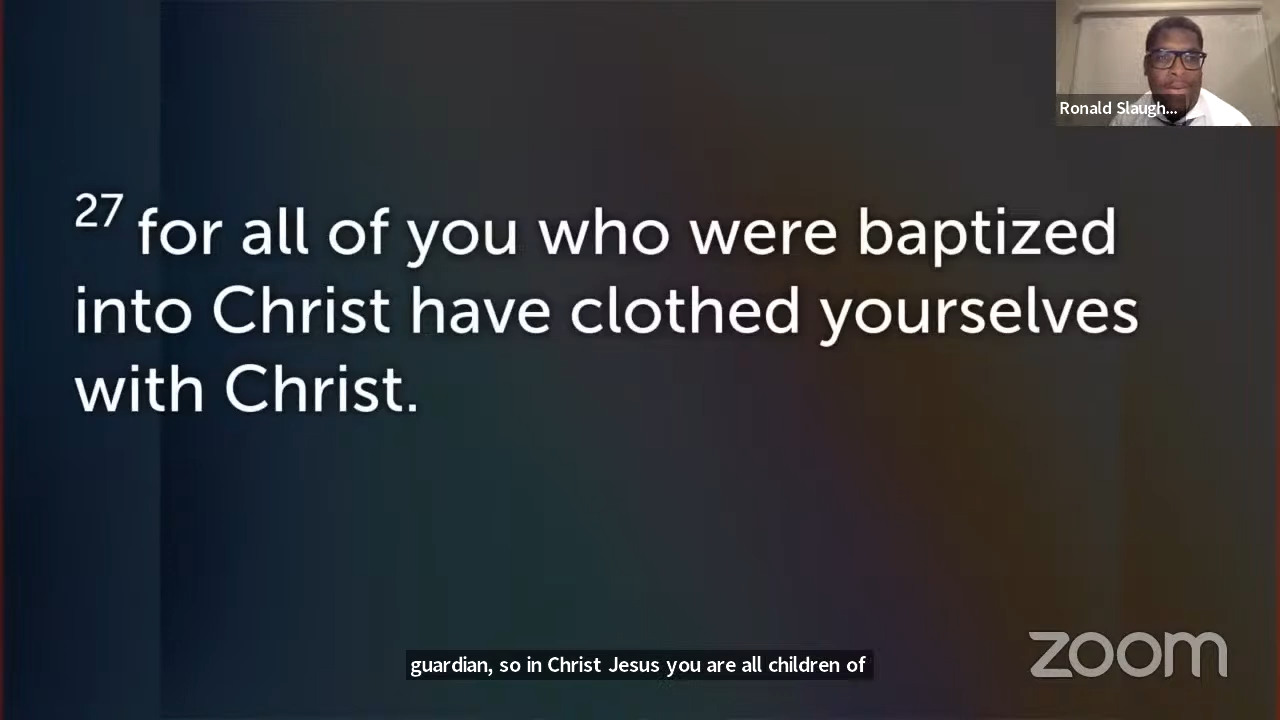 Ronald Slaugh...
27 for all of you who were baptized
into Christ have clothed yourselves
with Christ.
guardian, so in Christ Jesus you are all children of
zoom